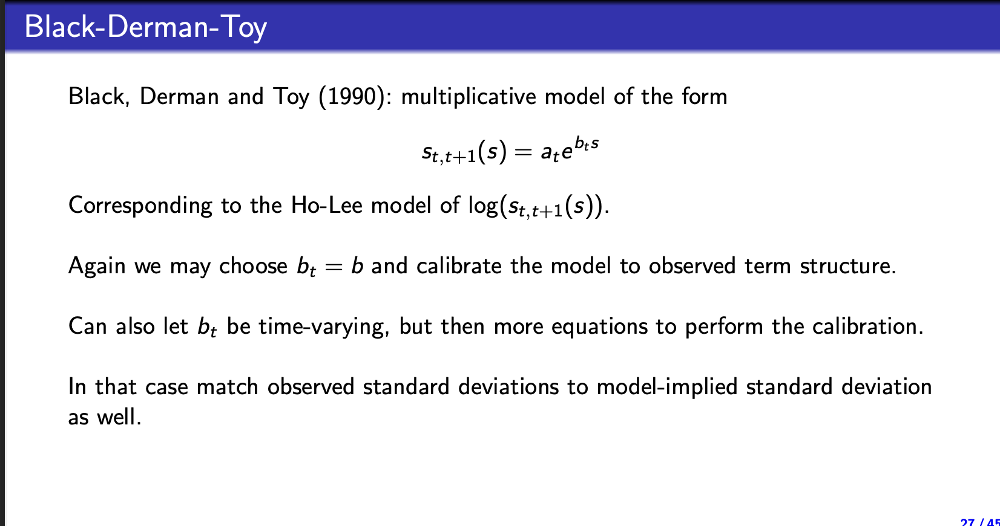 Black-Derman-Toy
Black, Derman and Toy (1990): multiplicative model of the form
s_{t,t+1}(s) = a_t e^{b_t s}
Corresponding to the Ho-Lee model of log(s_{t,t+1}(s)).
Again we may choose b_t = b and calibrate the model to observed term structure.
Can also let b_t be time-varying, but then more equations to perform the calibration.
In that case match observed standard deviations to model-implied standard deviation
as well.
27 / 45